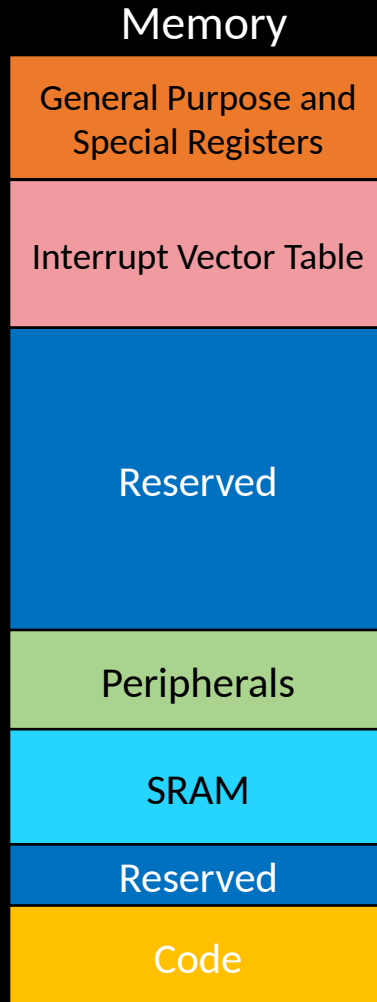 Memory
General Purpose and
Special Registers
Interrupt Vector Table
Reserved
Peripherals
SRAM
Reserved
Code